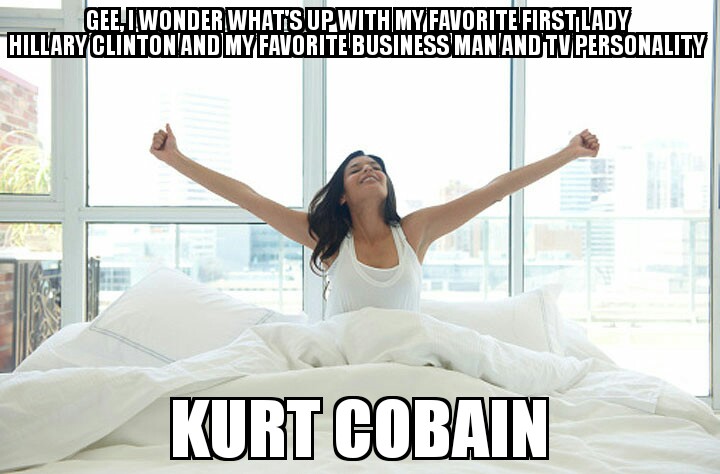 GEE, I WONDER WHAT'S UP WITH MY FAVORITE FIRST LADY
HILLARY CLINTON AND MY FAVORITE BUSINESS MAN AND TV PERSONALITY
KURT COBAIN